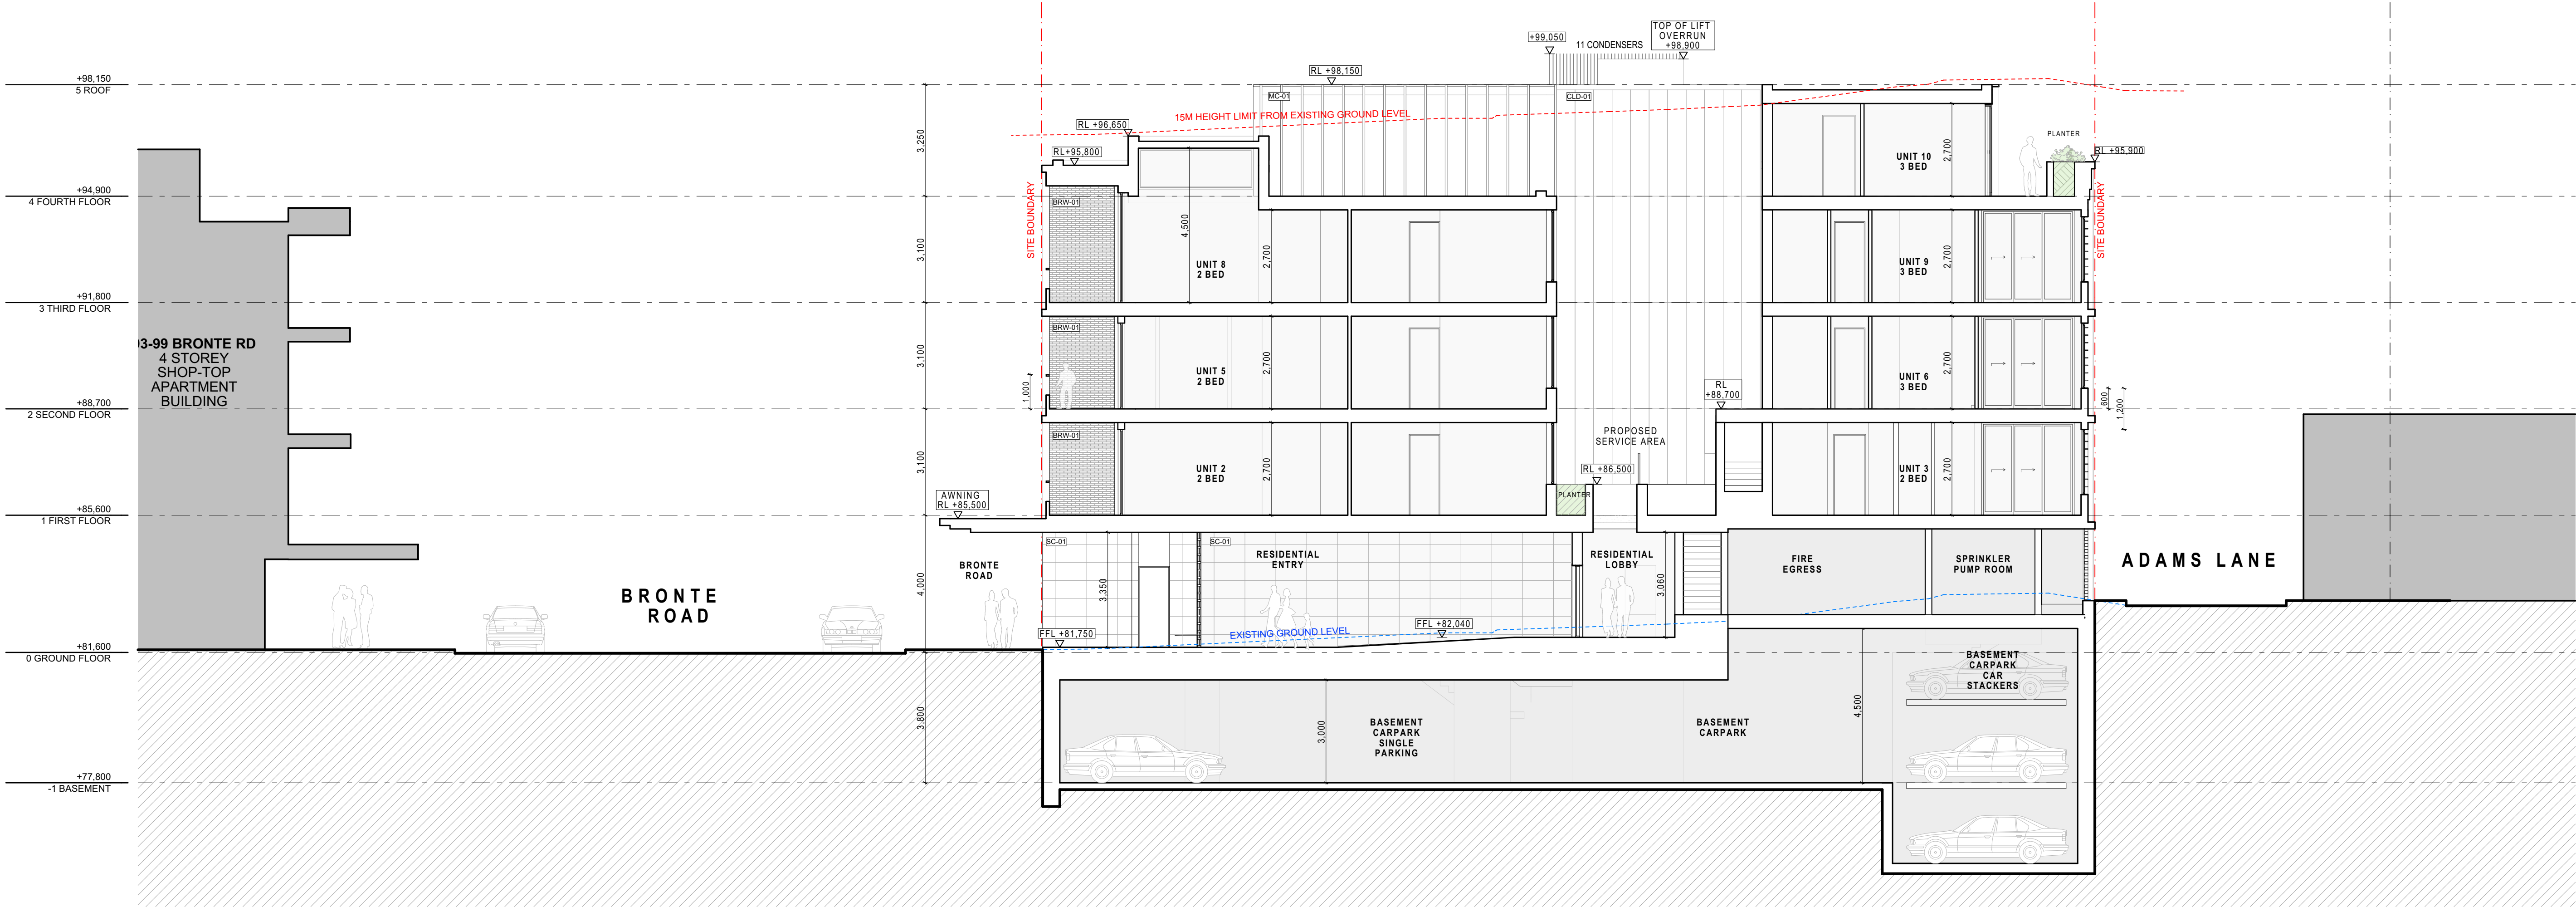 +98,150
5 ROOF
+94,900
4 FOURTH FLOOR
+91,800
3 THIRD FLOOR
+88,700
2 SECOND FLOOR
+85,600
1 FIRST FLOOR
+81,600
0 GROUND FLOOR
+77,800
-1 BASEMENT
3-99 BRONTE RD
4 STOREY
SHOP-TOP
APARTMENT
BUILDING
BRONTE
ROAD
3,250
3,100
3,100
3,100
4,000
3,800
AWNING
RL +85,500
BRONTE
ROAD
SITE BOUNDARY
1,000
RL +96,650
RL+95,800
RL +98,150
+99,050
11 CONDENSERS
TOP OF LIFT
OVERRUN
+98,900
MC-01
CLD-01
15M HEIGHT LIMIT FROM EXISTING GROUND LEVEL
BRW-01
4,500
UNIT 8
2 BED
2,700
BRW-01
UNIT 5
2 BED
2,700
BRW-01
UNIT 2
2 BED
2,700
PROPOSED
SERVICE AREA
RL +86,500
PLANTER
RL
+88,700
UNIT 10
3 BED
2,700
PLANTER
RL +95,900
SITE BOUNDARY
UNIT 9
3 BED
2,700
UNIT 6
3 BED
2,700
600
1,200
UNIT 3
2 BED
2,700
SC-01
SC-01
3,350
RESIDENTIAL
ENTRY
RESIDENTIAL
LOBBY
3,060
FIRE
EGRESS
SPRINKLER
PUMP ROOM
ADAMS LANE
FFL +81,750
EXISTING GROUND LEVEL
FFL +82,040
3,000
BASEMENT
CARPARK
SINGLE
PARKING
BASEMENT
CARPARK
4,500
BASEMENT
CARPARK
CAR
STACKERS